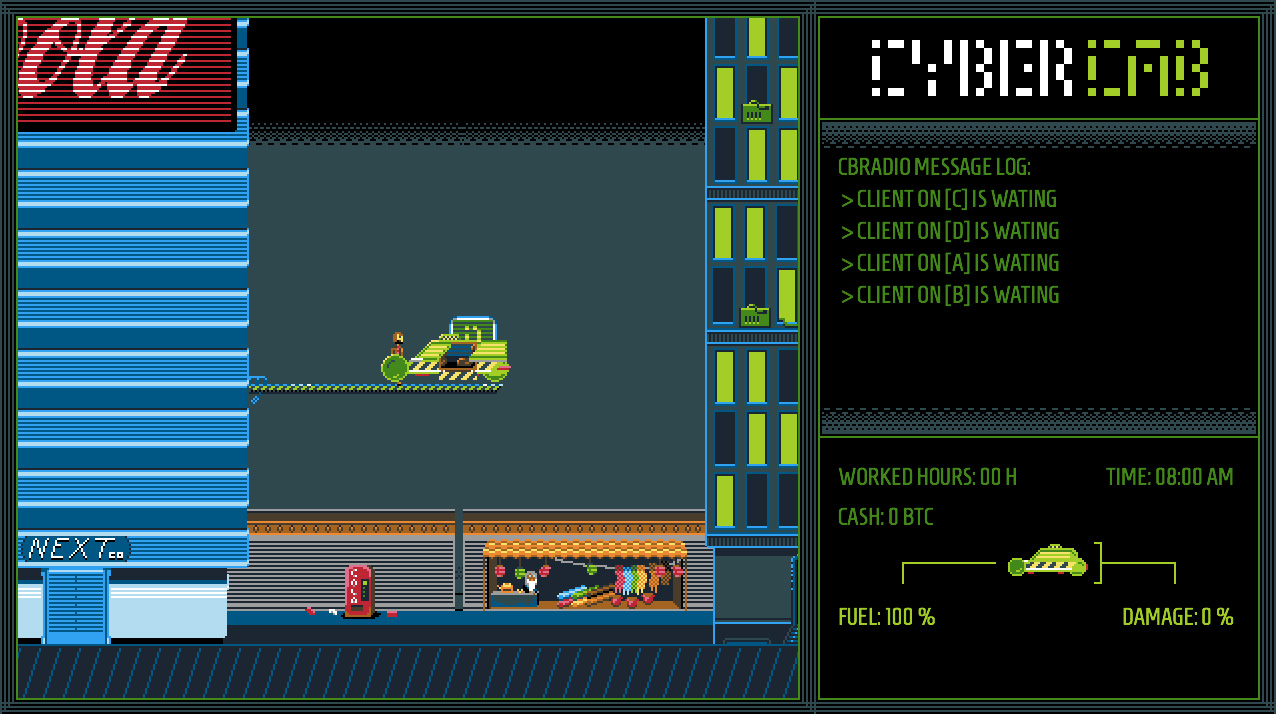 ora
CYBERCAB
CBRADIO MESSAGE LOG:
> CLIENT ON [C] IS WATING
> CLIENT ON [D] IS WATING
> CLIENT ON [A] IS WATING
> CLIENT ON [B] IS WATING
WORKED HOURS: 00 H
TIME: 08:00 AM
CASH: 0 BTC
FUEL: 100 %
DAMAGE: 0 %
NEXT co
COLA